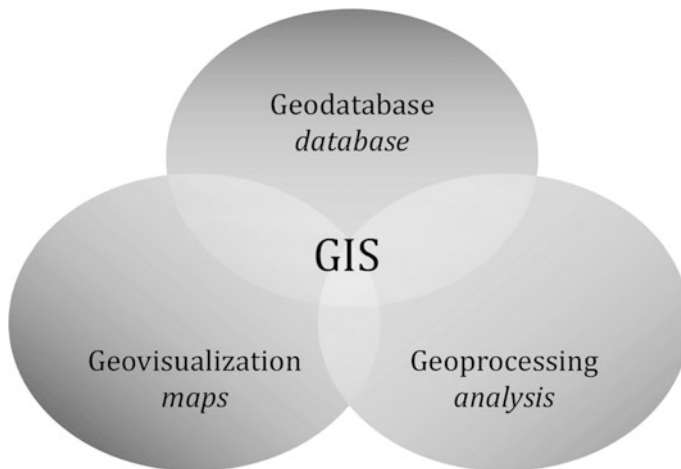 Geodatabase
database
GIS
Geovisualization
maps
Geoprocessing
analysis